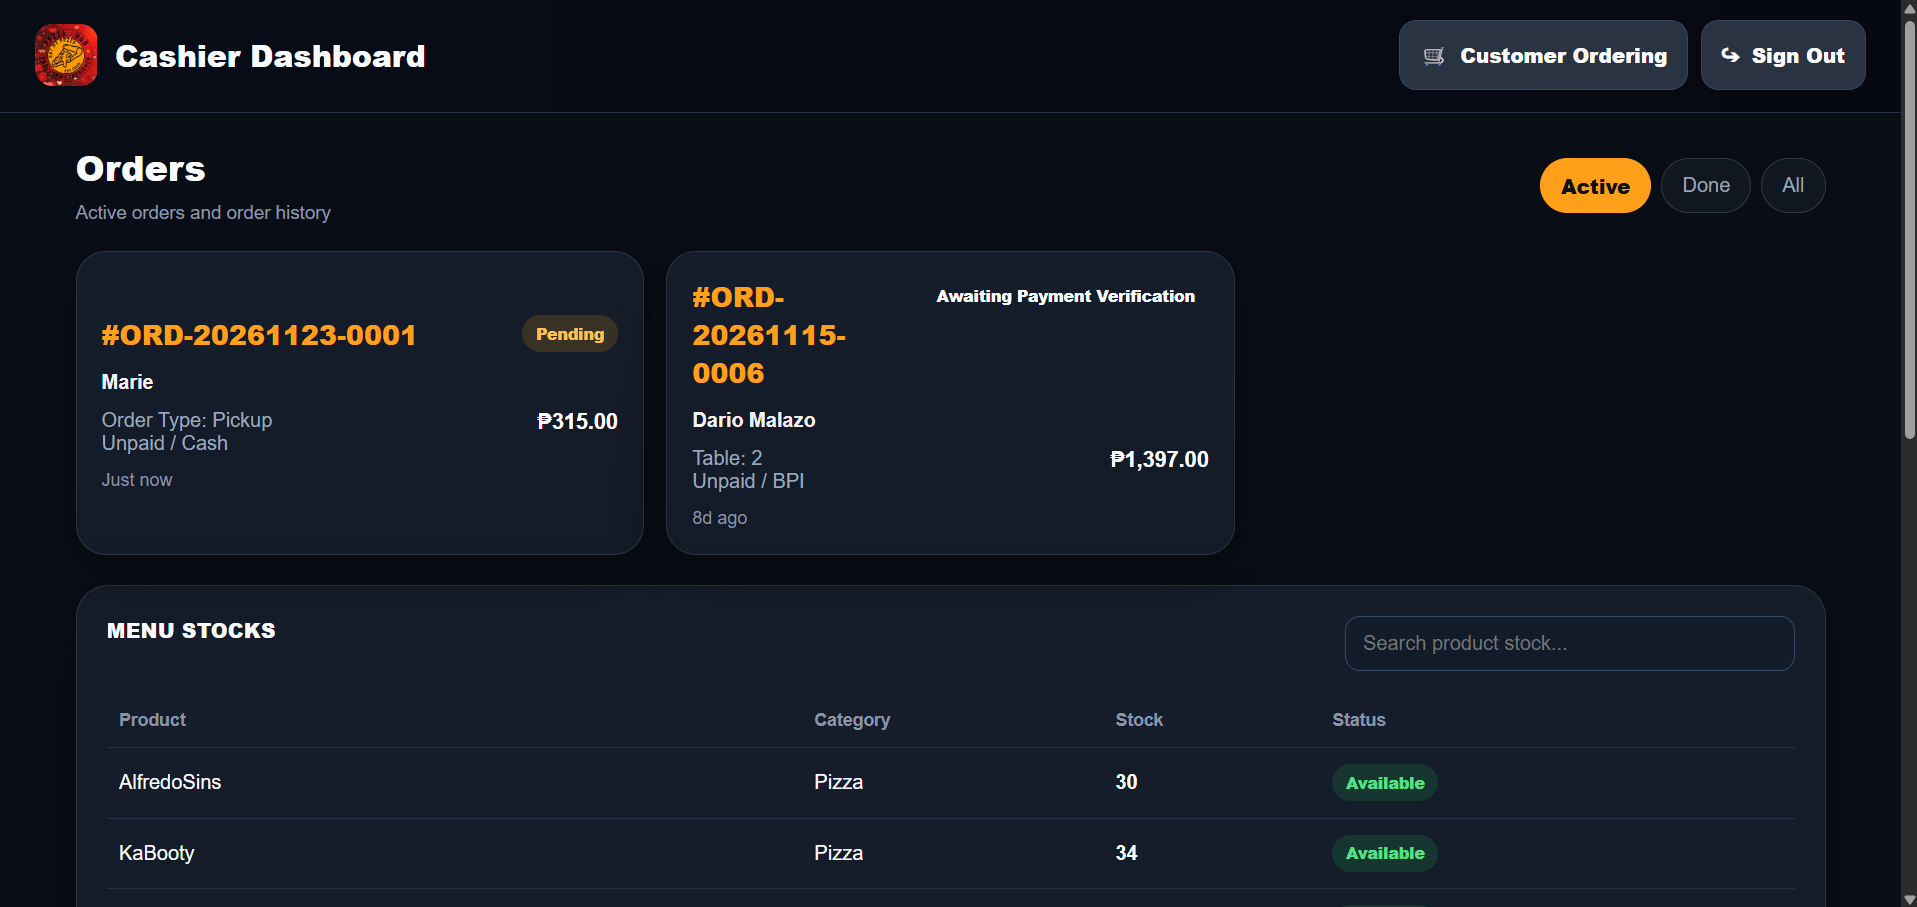 Cashier Dashboard
Customer Ordering
Sign Out
Orders
Active orders and order history
Active
Done
All
#ORD-20261123-0001
Pending
Marie
Order Type: Pickup
Unpaid / Cash
₱315.00
Just now
#ORD-
20261115-
0006
Awaiting Payment Verification
Dario Malazo
Table: 2
Unpaid / BPI
₱1,397.00
8d ago
MENU STOCKS
Search product stock...
Product Category Stock Status
AlfredoSins Pizza 30 Available
KaBooty Pizza 34 Available